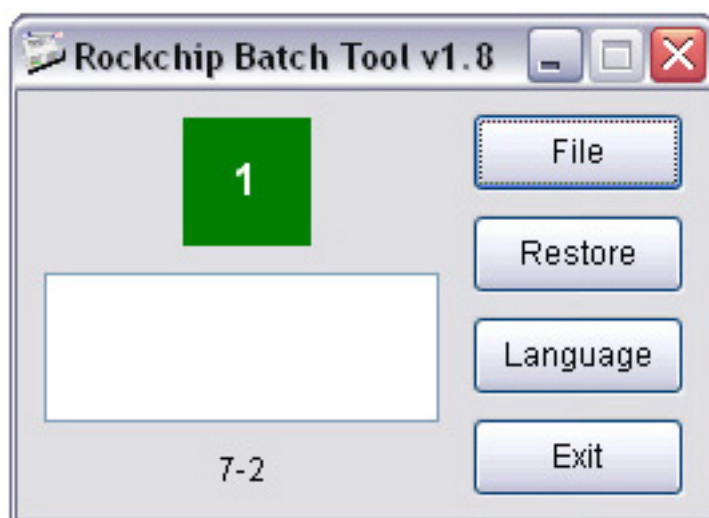 Rockchip Batch Tool v1.8
1
File
Restore
Language
7-2
Exit